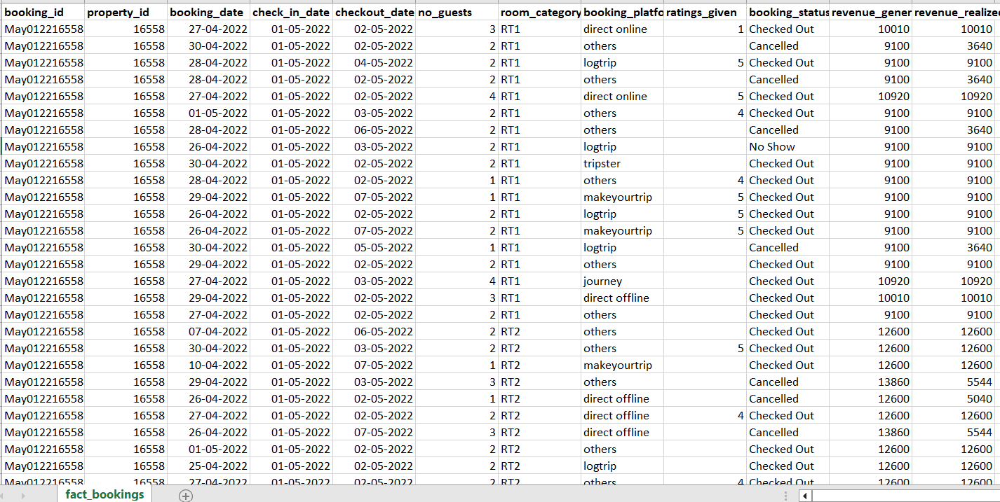 booking_id property_id booking_date check_in_date checkout_date no_guests room_category booking_platfo ratings_given booking_status revenue_gener revenue_realized
May012216558 16558 27-04-2022 01-05-2022 02-05-2022 3 RT1 direct online 1 Checked Out 10010 10010
May012216558 16558 30-04-2022 01-05-2022 02-05-2022 2 RT1 others Cancelled 9100 3640
May012216558 16558 28-04-2022 01-05-2022 04-05-2022 2 RT1 logtrip 5 Checked Out 9100 9100
May012216558 16558 28-04-2022 01-05-2022 02-05-2022 2 RT1 others Cancelled 9100 3640
May012216558 16558 27-04-2022 01-05-2022 02-05-2022 4 RT1 direct online 5 Checked Out 10920 10920
May012216558 16558 01-05-2022 01-05-2022 03-05-2022 2 RT1 others 4 Checked Out 9100 9100
May012216558 16558 28-04-2022 01-05-2022 06-05-2022 2 RT1 others Cancelled 9100 3640
May012216558 16558 26-04-2022 01-05-2022 03-05-2022 2 RT1 logtrip No Show 9100 9100
May012216558 16558 30-04-2022 01-05-2022 02-05-2022 2 RT1 tripster Checked Out 9100 9100
May012216558 16558 28-04-2022 01-05-2022 02-05-2022 1 RT1 others 4 Checked Out 9100 9100
May012216558 16558 29-04-2022 01-05-2022 07-05-2022 1 RT1 makeyourtrip 5 Checked Out 9100 9100
May012216558 16558 26-04-2022 01-05-2022 02-05-2022 2 RT1 logtrip 5 Checked Out 9100 9100
May012216558 16558 26-04-2022 01-05-2022 07-05-2022 2 RT1 makeyourtrip 5 Checked Out 9100 9100
May012216558 16558 30-04-2022 01-05-2022 05-05-2022 1 RT1 logtrip Cancelled 9100 3640
May012216558 16558 29-04-2022 01-05-2022 02-05-2022 2 RT1 others Checked Out 9100 9100
May012216558 16558 27-04-2022 01-05-2022 03-05-2022 4 RT1 journey Checked Out 10920 10920
May012216558 16558 29-04-2022 01-05-2022 02-05-2022 3 RT1 direct offline Checked Out 10010 10010
May012216558 16558 27-04-2022 01-05-2022 02-05-2022 2 RT1 others Checked Out 9100 9100
May012216558 16558 07-04-2022 01-05-2022 06-05-2022 2 RT2 others Checked Out 12600 12600
May012216558 16558 30-04-2022 01-05-2022 03-05-2022 2 RT2 others 5 Checked Out 12600 12600
May012216558 16558 10-04-2022 01-05-2022 07-05-2022 1 RT2 makeyourtrip Checked Out 12600 12600
May012216558 16558 29-04-2022 01-05-2022 03-05-2022 3 RT2 others Cancelled 13860 5544
May012216558 16558 26-04-2022 01-05-2022 02-05-2022 1 RT2 direct offline Cancelled 12600 5040
May012216558 16558 27-04-2022 01-05-2022 02-05-2022 2 RT2 direct offline 4 Checked Out 12600 12600
May012216558 16558 26-04-2022 01-05-2022 07-05-2022 3 RT2 direct offline Cancelled 13860 5544
May012216558 16558 01-05-2022 01-05-2022 02-05-2022 2 RT2 others Checked Out 12600 12600
May012216558 16558 25-04-2022 01-05-2022 02-05-2022 2 RT2 logtrip Checked Out 12600 12600
May012216558 16558 27-04-2022 01-05-2022 02-05-2022 2 RT2 others 4 Checked Out 12600 12600
fact_bookings